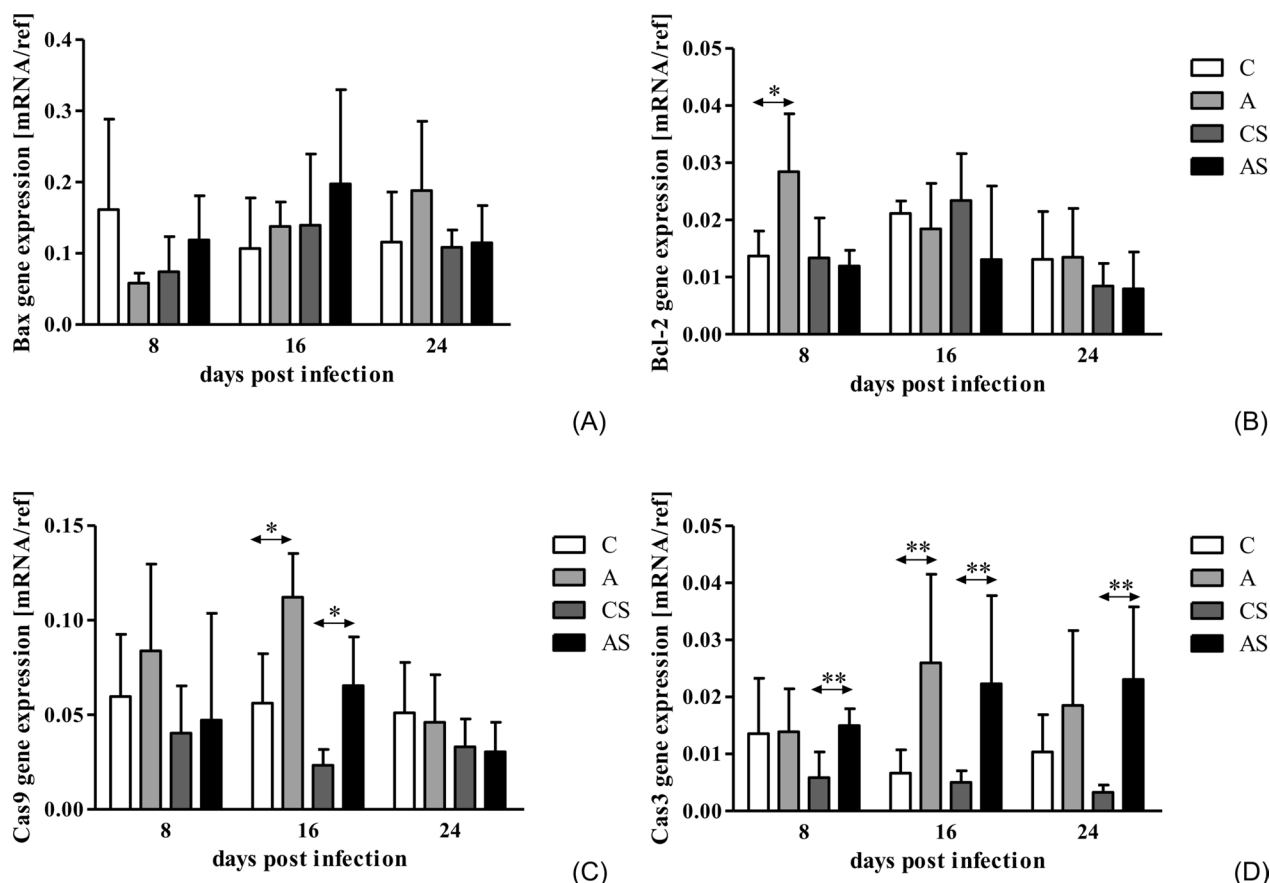 Bax gene expression [mRNA/ref]
0.4
0.3
0.2
0.1
0.0
8 16 24
days post infection
(A)
Bcl-2 gene expression [mRNA/ref]
0.05
0.04
0.03
0.02
0.01
0.00
*
8 16 24
days post infection
C
A
CS
AS
(B)
Cas9 gene expression [mRNA/ref]
0.15
0.10
0.05
0.00
*
*
8 16 24
days post infection
C
A
CS
AS
(C)
Cas3 gene expression [mRNA/ref]
0.05
0.04
0.03
0.02
0.01
0.00
**
**
**
**
8 16 24
days post infection
C
A
CS
AS
(D)